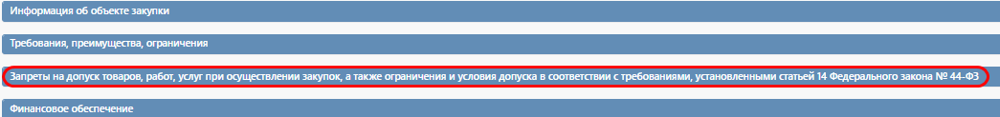 Информация об объекте закупки
Требования, преимущества, ограничения
Запреты на допуск товаров, работ, услуг при осуществлении закупок, а также ограничения и условия допуска в соответствии с требованиями, установленными статьей 14 Федерального закона № 44-ФЗ
Финансовое обеспечение